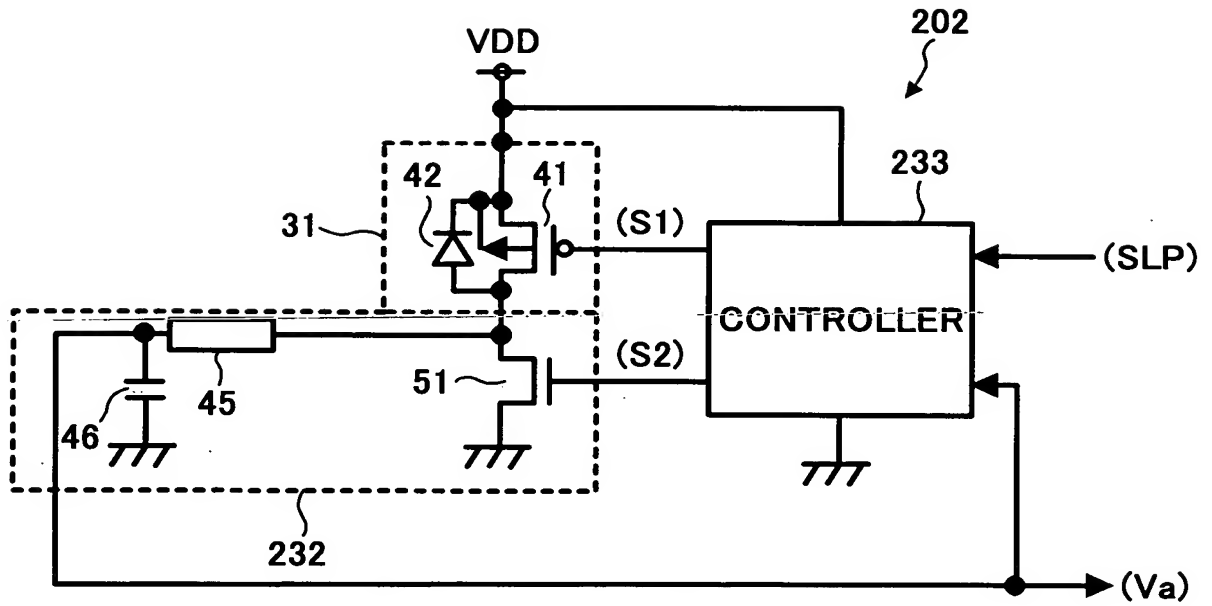 202
VDD
233
42
41
(S1)
31
(SLP)
CONTROLLER
(S2)
51
45
46
232
(Va)